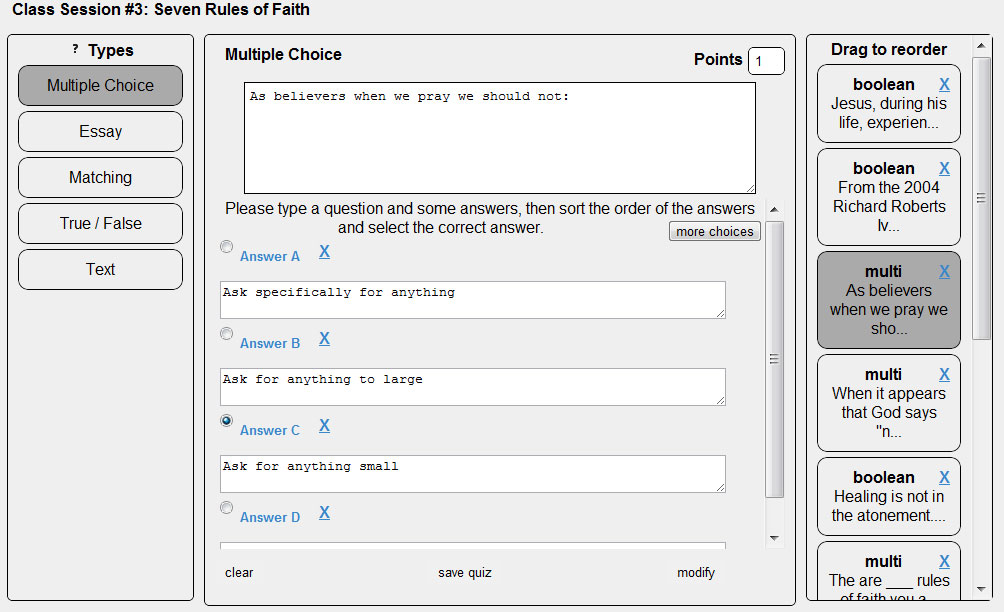 Class Session #3: Seven Rules of Faith
? Types
Multiple Choice
Essay
Matching
True / False
Text
Multiple Choice
Points 1
As believers when we pray we should not:
Please type a question and some answers, then sort the order of the answers
and select the correct answer.
more choices
Answer A X
Ask specifically for anything
Answer B X
Ask for anything to large
Answer C X
Ask for anything small
Answer D X
clear
save quiz
modify
Drag to reorder
boolean X
Jesus, during his
life, experien...
boolean X
From the 2004
Richard Roberts
Iv...
multi X
As believers
when we pray we
sho...
multi X
When it appears
that God says
"n...
boolean X
Healing is not in
the atonement....
multi X
The are ___ rules
of faith you a...